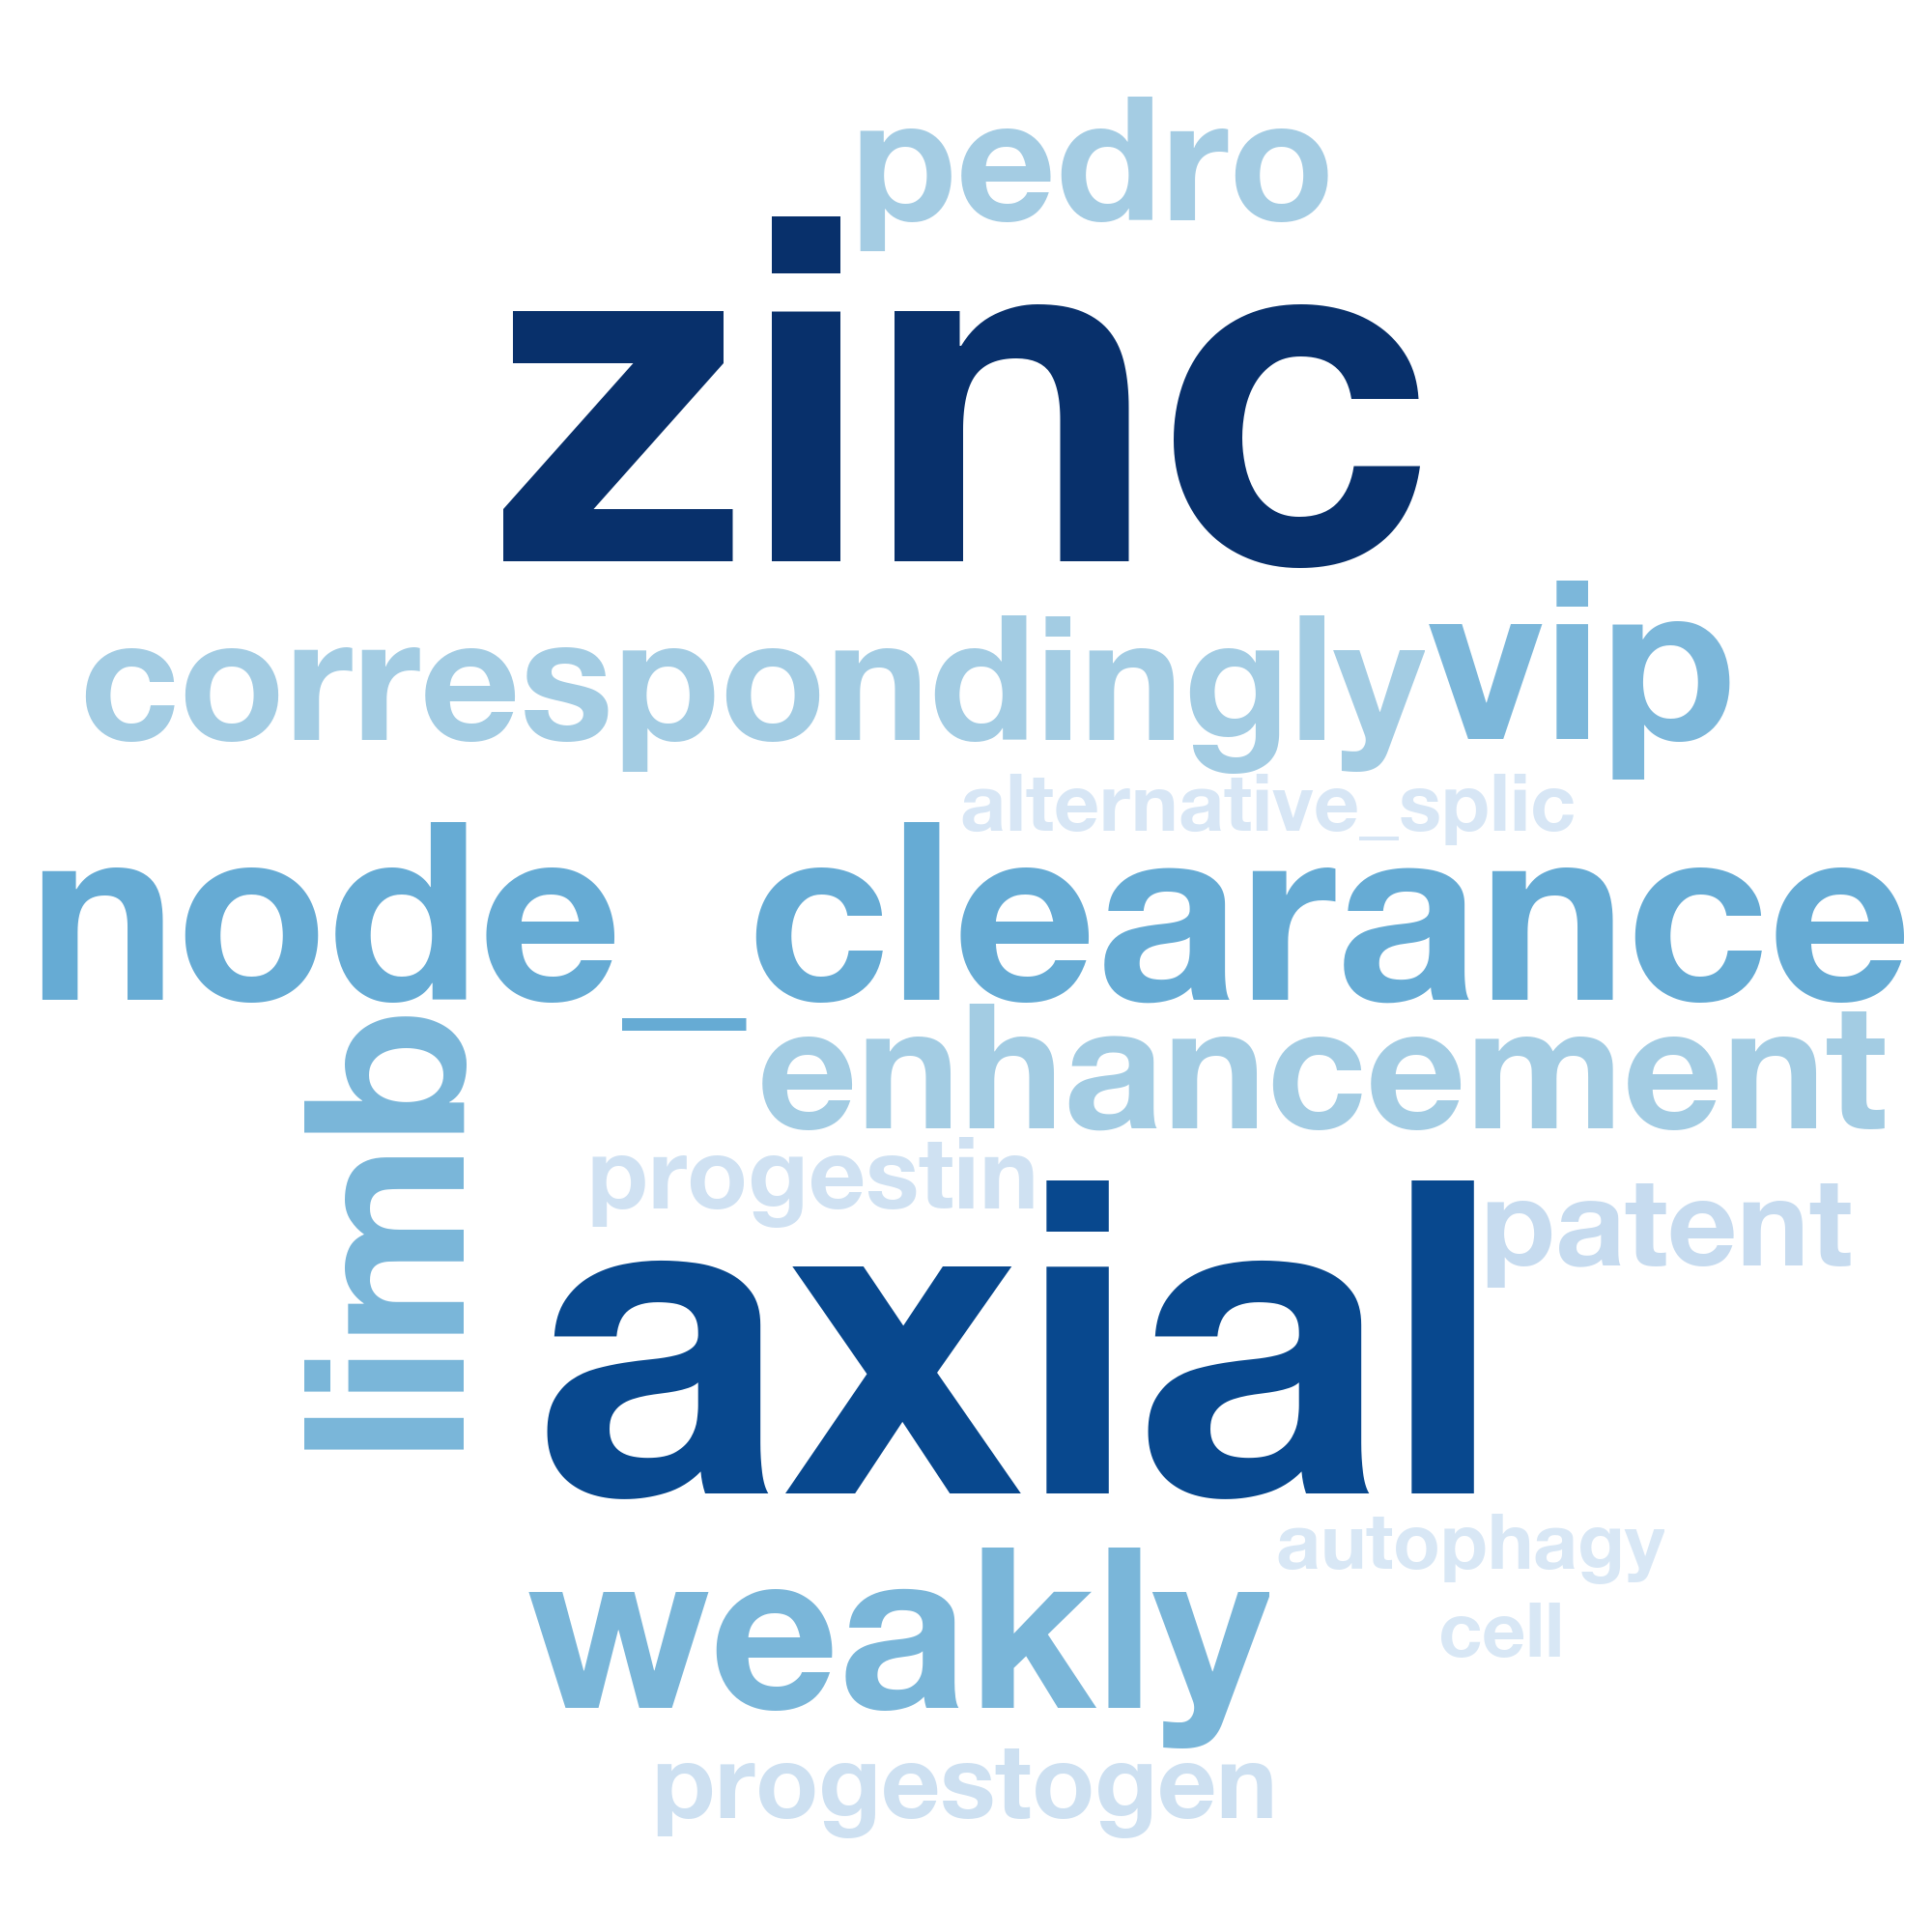 pedro
zinc
correspondingly vip
alternative_splic
node_clearance
enhancement
limb
progestin
patent
axial
autophagy
weakly
cell
progestogen